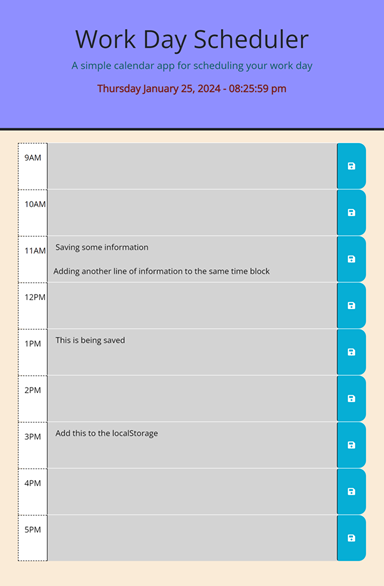 Work Day Scheduler
A simple calendar app for scheduling your work day
Thursday January 25, 2024 - 08:25:59 pm
9AM
10AM
11AM
Saving some information
Adding another line of information to the same time block
12PM
1PM
This is being saved
2PM
3PM
Add this to the localStorage
4PM
5PM